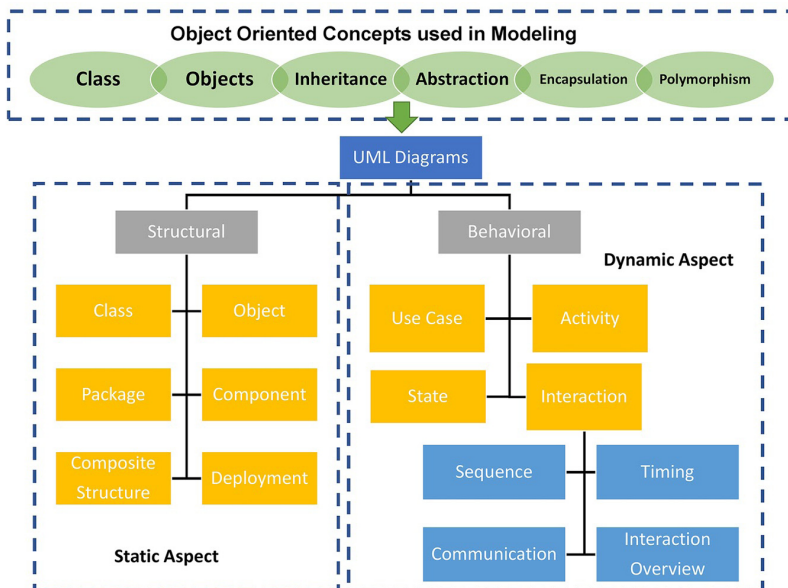 Object Oriented Concepts used in Modeling
Class Objects Inheritance Abstraction Encapsulation Polymorphism
UML Diagrams
Structural
Class Object
Package Component
Composite
Structure
Deployment
Static Aspect
Behavioral
Dynamic Aspect
Use Case Activity
State Interaction
Sequence Timing
Communication
Interaction
Overview